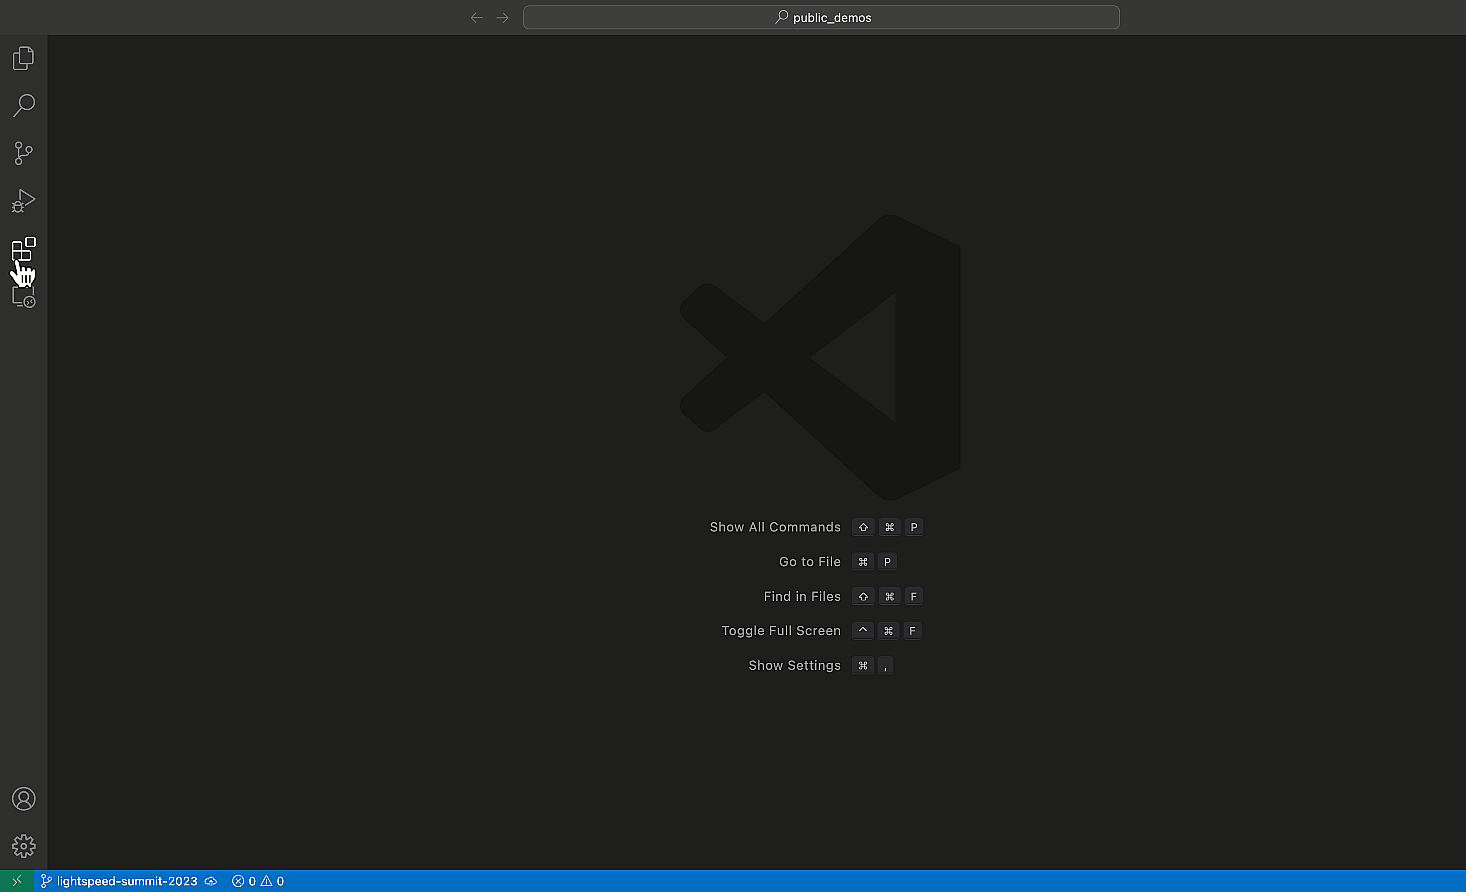 public_demos
Show All Commands ⇧ ⌘ P
Go to File ⌘ P
Find in Files ⇧ ⌘ F
Toggle Full Screen ^ ⌘ F
Show Settings ⌘ ,
lightspeed-summit-2023 0 0